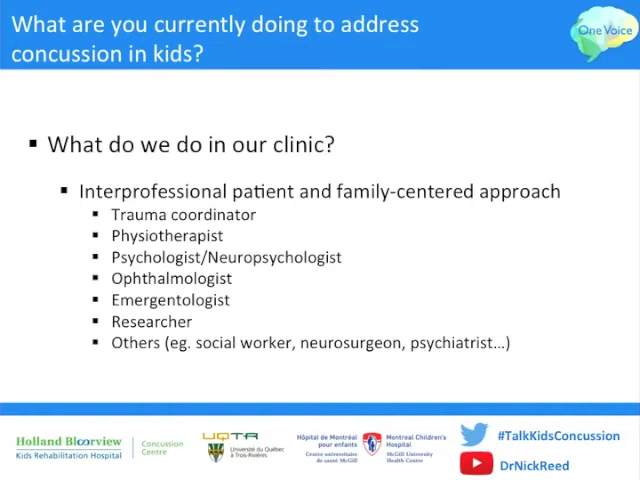 What are you currently doing to address
concussion in kids?
One Voice
▪ What do we do in our clinic?
▪ Interprofessional patient and family-centered approach
▪ Trauma coordinator
▪ Physiotherapist
▪ Psychologist/Neuropsychologist
▪ Ophthalmologist
▪ Emergentologist
▪ Researcher
▪ Others (eg. social worker, neurosurgeon, psychiatrist...)
Holland Bloorview
Kids Rehabilitation Hospital
Concussion
Centre
UQTR
Université du Québec
à Trois-Rivières
Hôpital de Montréal
pour enfants
Centre universitaire
de santé McGill
Montreal Children's
Hospital
McGill University
Health Centre
#TalkKidsConcussion
DrNickReed